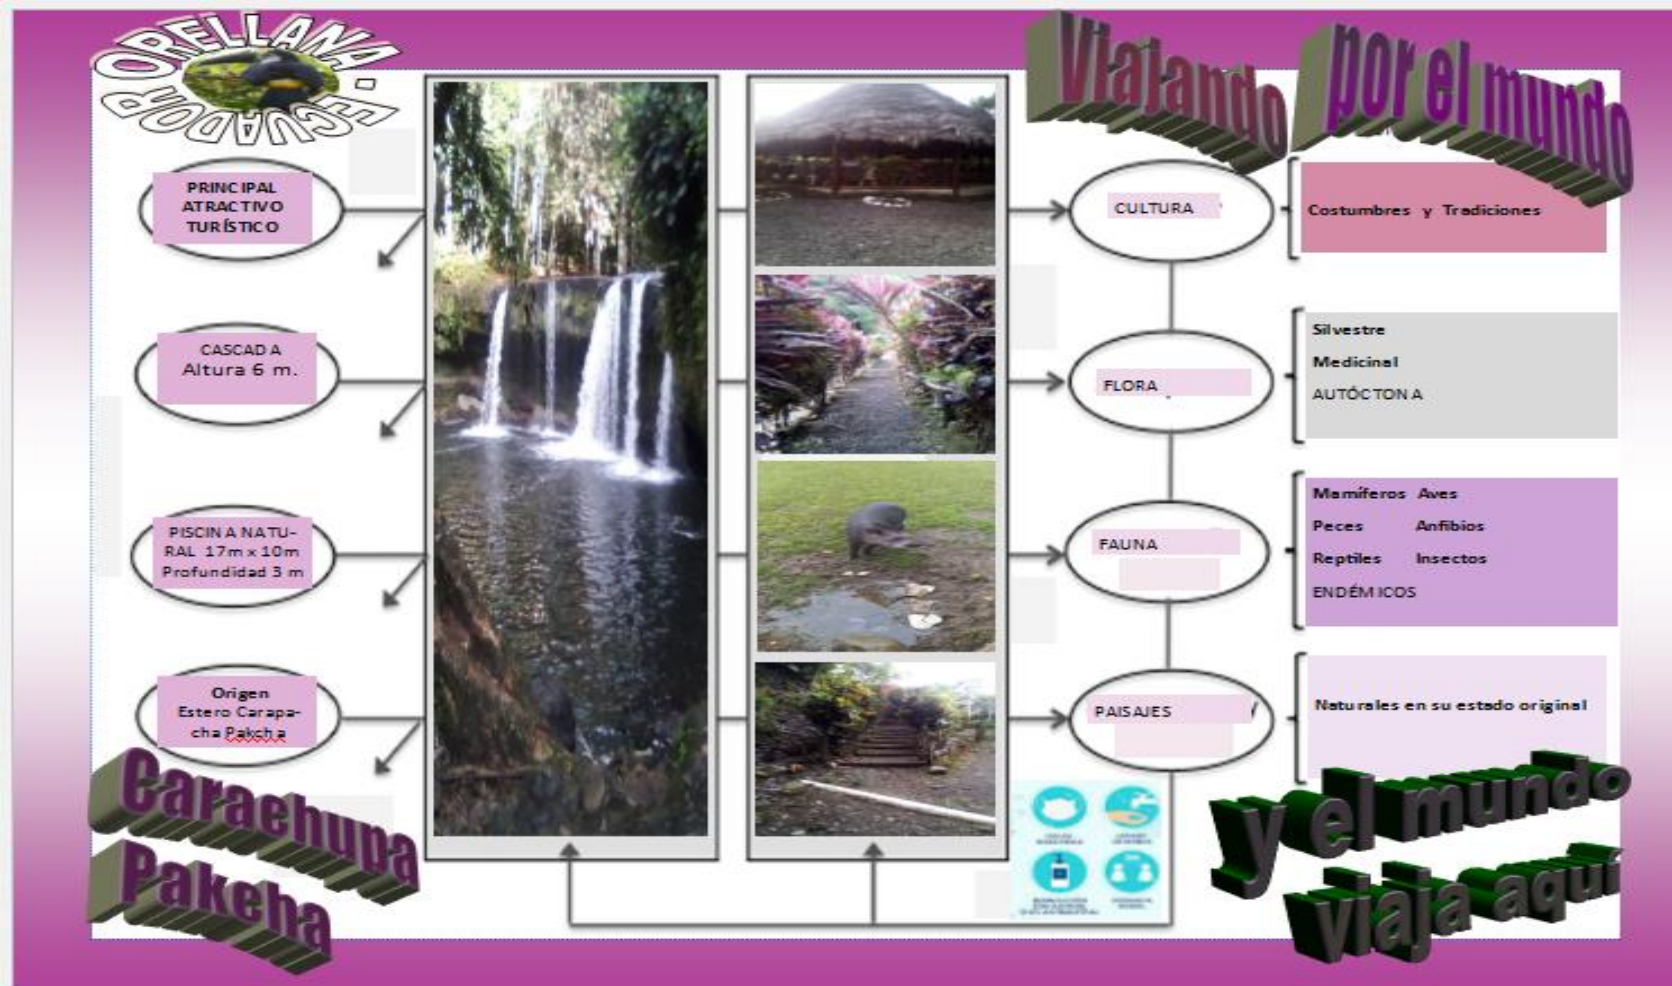 ORELLANA -
ECUADOR
Viajando por el mundo
PRINCIPAL
ATRACTIVO
TURÍSTICO
CASCADA
Altura 6 m.
PISCINA NATU-
RAL 17m x 10m
Profundidad 3 m
Origen
Estero Carapa-
cha Pakcha
CULTURA
Costumbres y Tradiciones
FLORA
Silvestre
Medicinal
AUTÓCTONA
FAUNA
Mamíferos Aves
Peces Anfibios
Reptiles Insectos
ENDÉMICOS
PAISAJES
Naturales en su estado original
Carachupa
Pakcha
y el mundo
viaja aquí